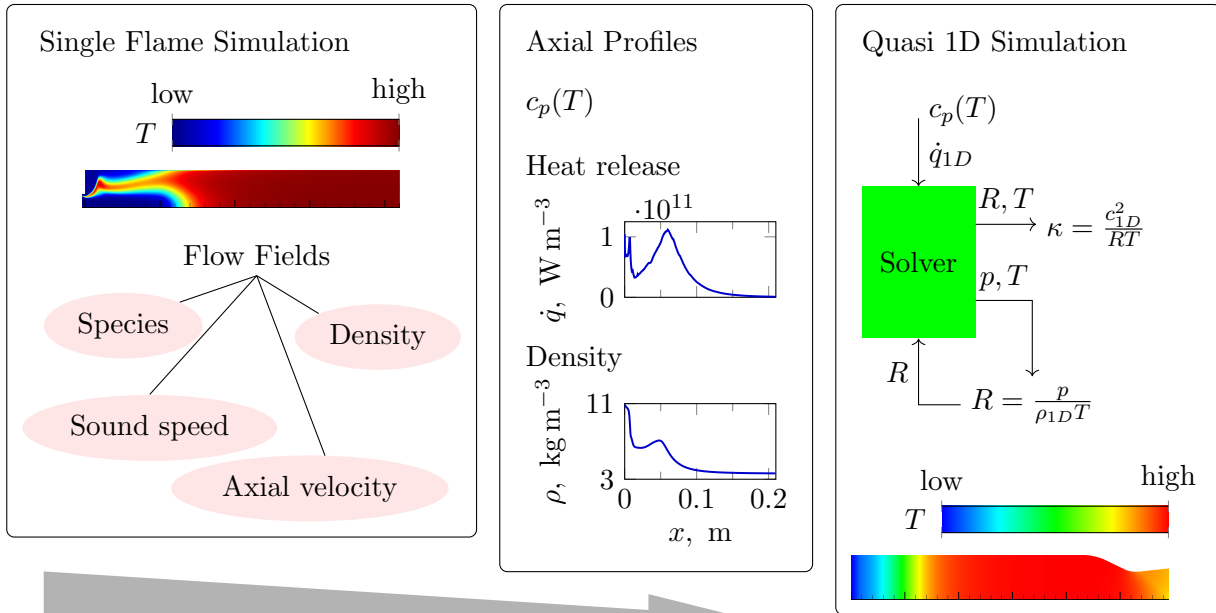 Single Flame Simulation
low high
T
Flow Fields
Species
Density
Sound speed
Axial velocity
Axial Profiles
c_p(T)
Heat release
·10^11
q̇, W m^−3
1
0
Density
ρ, kg m^−3
11
3
0 0.1 0.2
x, m
Quasi 1D Simulation
c_p(T)
q̇_1D
R, T
κ = c_1D^2/RT
Solver
p, T
R
R = p/ρ_1D T
low high
T